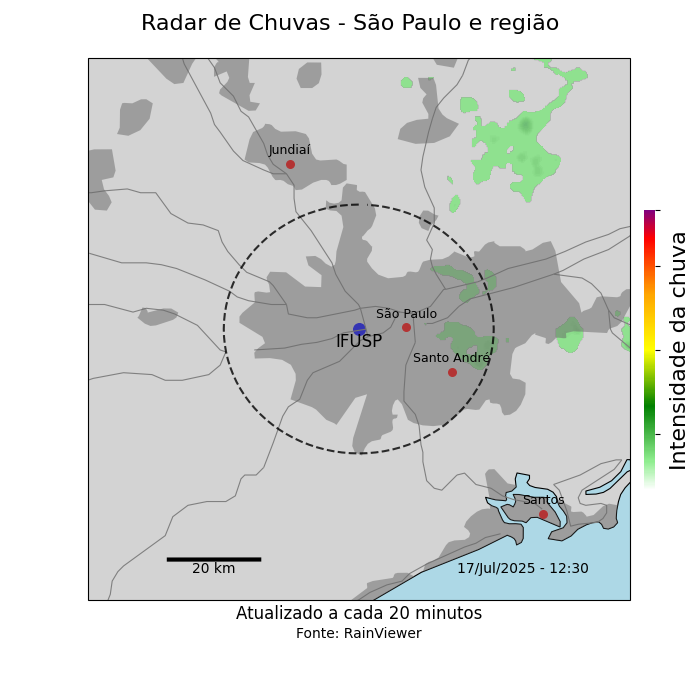 Radar de Chuvas - São Paulo e região
Jundiaí
São Paulo
IFUSP
Santo André
Intensidade da chuva
Santos
20 km
17/Jul/2025 - 12:30
Atualizado a cada 20 minutos
Fonte: RainViewer